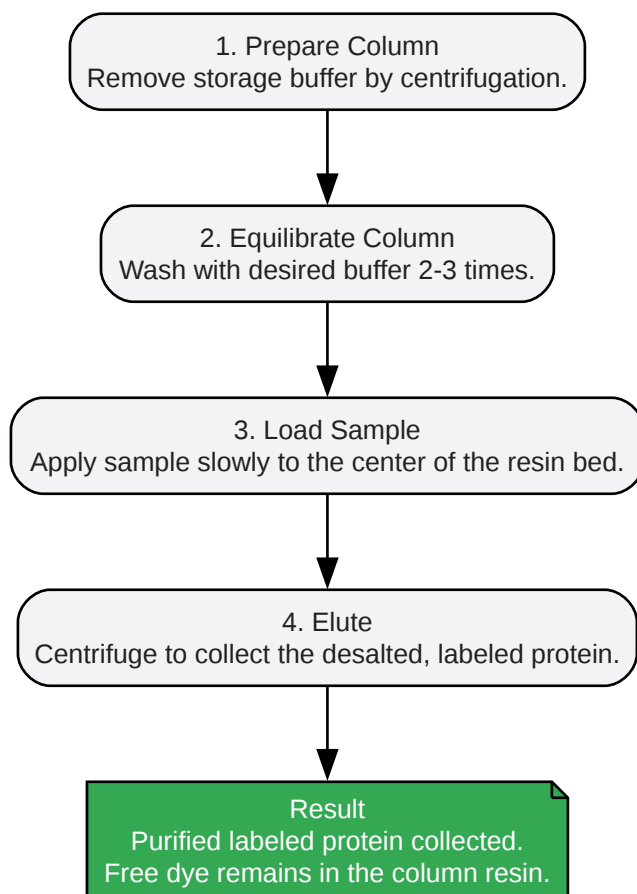 1. Prepare Column
Remove storage buffer by centrifugation.
2. Equilibrate Column
Wash with desired buffer 2-3 times.
3. Load Sample
Apply sample slowly to the center of the resin bed.
4. Elute
Centrifuge to collect the desalted, labeled protein.
Result
Purified labeled protein collected.
Free dye remains in the column resin.